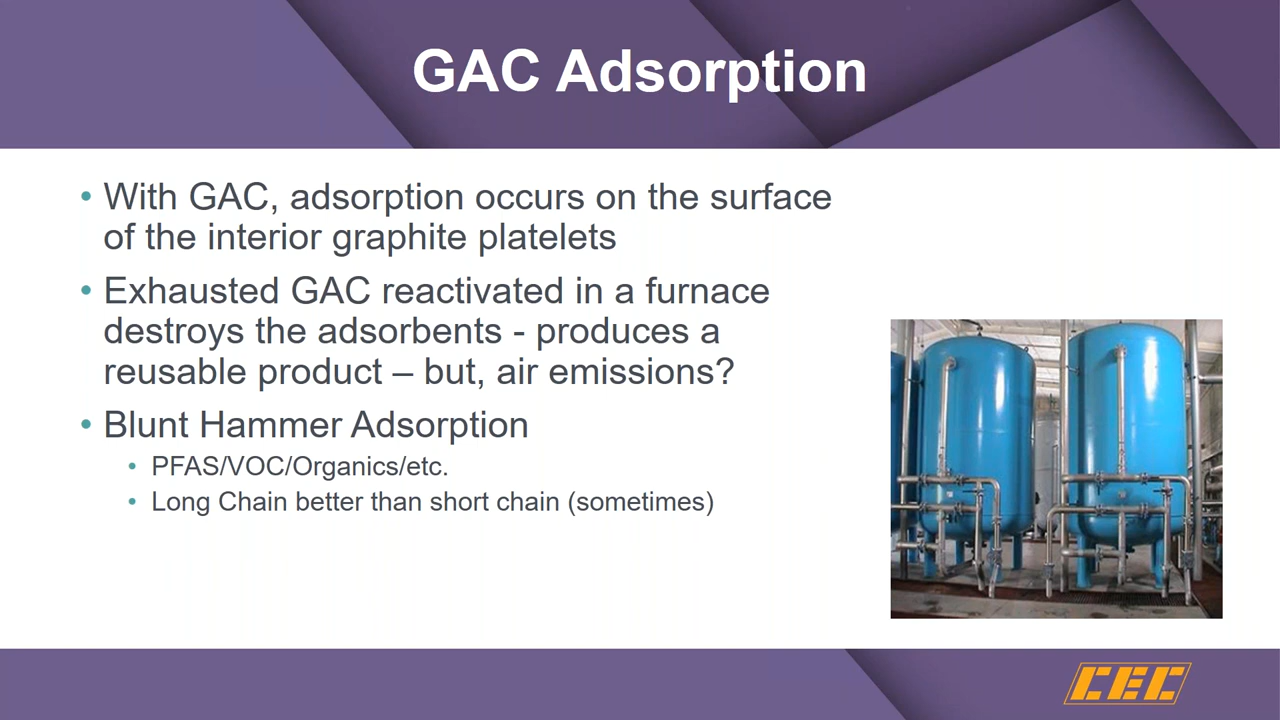 GAC Adsorption
• With GAC, adsorption occurs on the surface
of the interior graphite platelets
• Exhausted GAC reactivated in a furnace
destroys the adsorbents - produces a
reusable product – but, air emissions?
• Blunt Hammer Adsorption
• PFAS/VOC/Organics/etc.
• Long Chain better than short chain (sometimes)
CEC